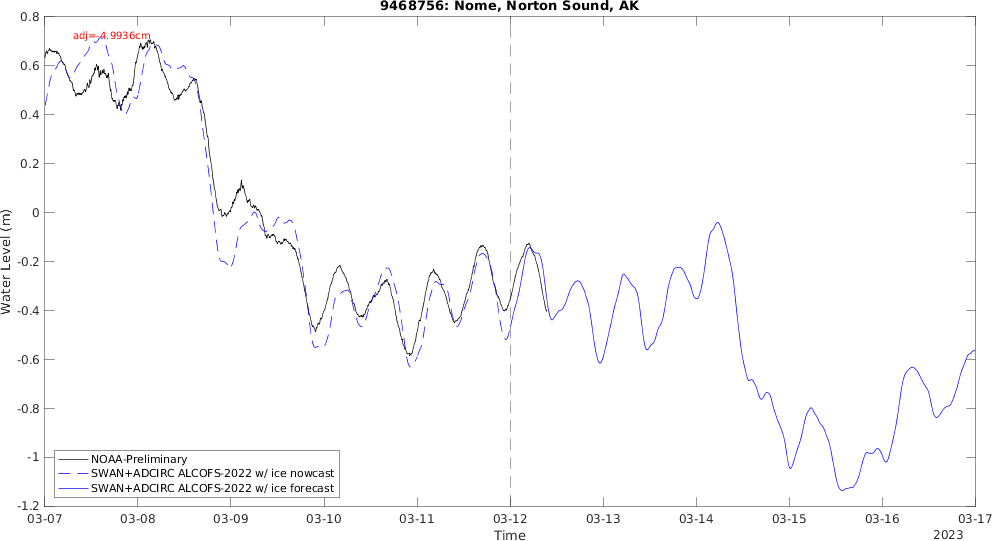 9468756: Nome, Norton Sound, AK
adj=-4.9936cm
Water Level (m)
0.8
0.6
0.4
0.2
0
-0.2
-0.4
-0.6
-0.8
-1
-1.2
NOAA-Preliminary
SWAN+ADCIRC ALCOFS-2022 w/ ice nowcast
SWAN+ADCIRC ALCOFS-2022 w/ ice forecast
03-07 03-08 03-09 03-10 03-11 03-12 03-13 03-14 03-15 03-16 03-17
Time
2023